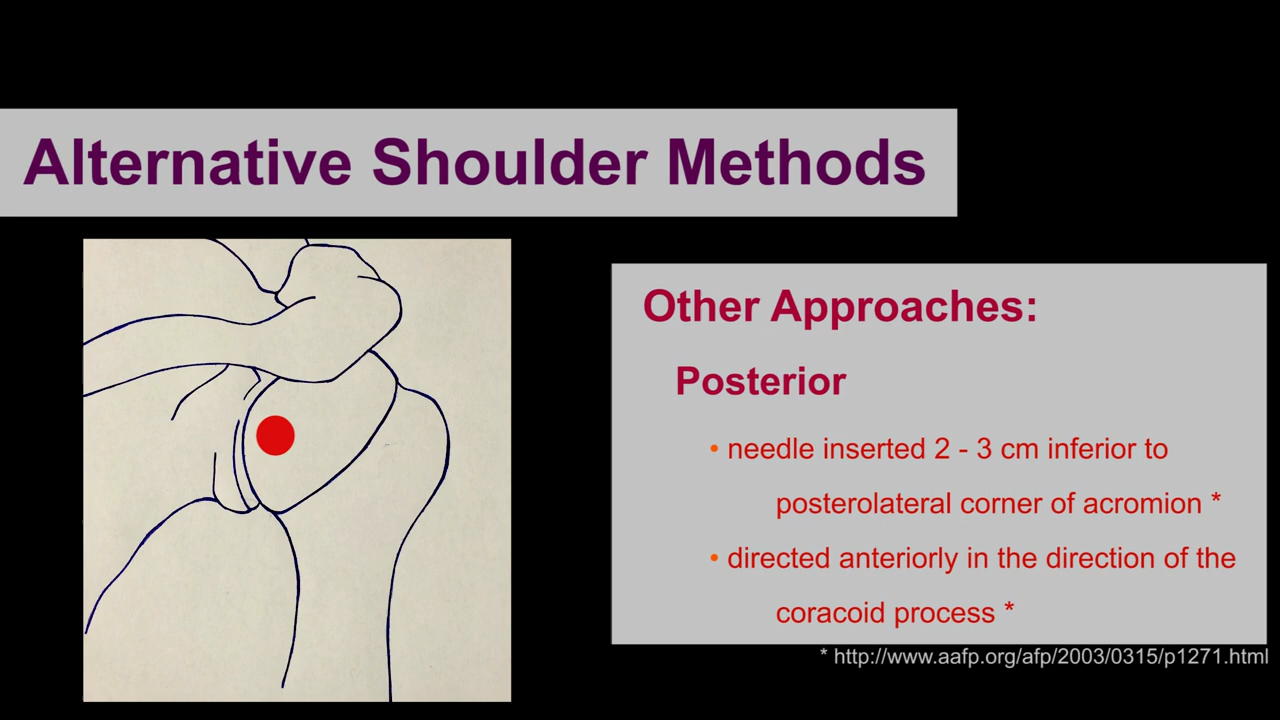 Alternative Shoulder Methods
Other Approaches:
Posterior
• needle inserted 2 - 3 cm inferior to
posterolateral corner of acromion *
• directed anteriorly in the direction of the
coracoid process *
* http://www.aafp.org/afp/2003/0315/p1271.html